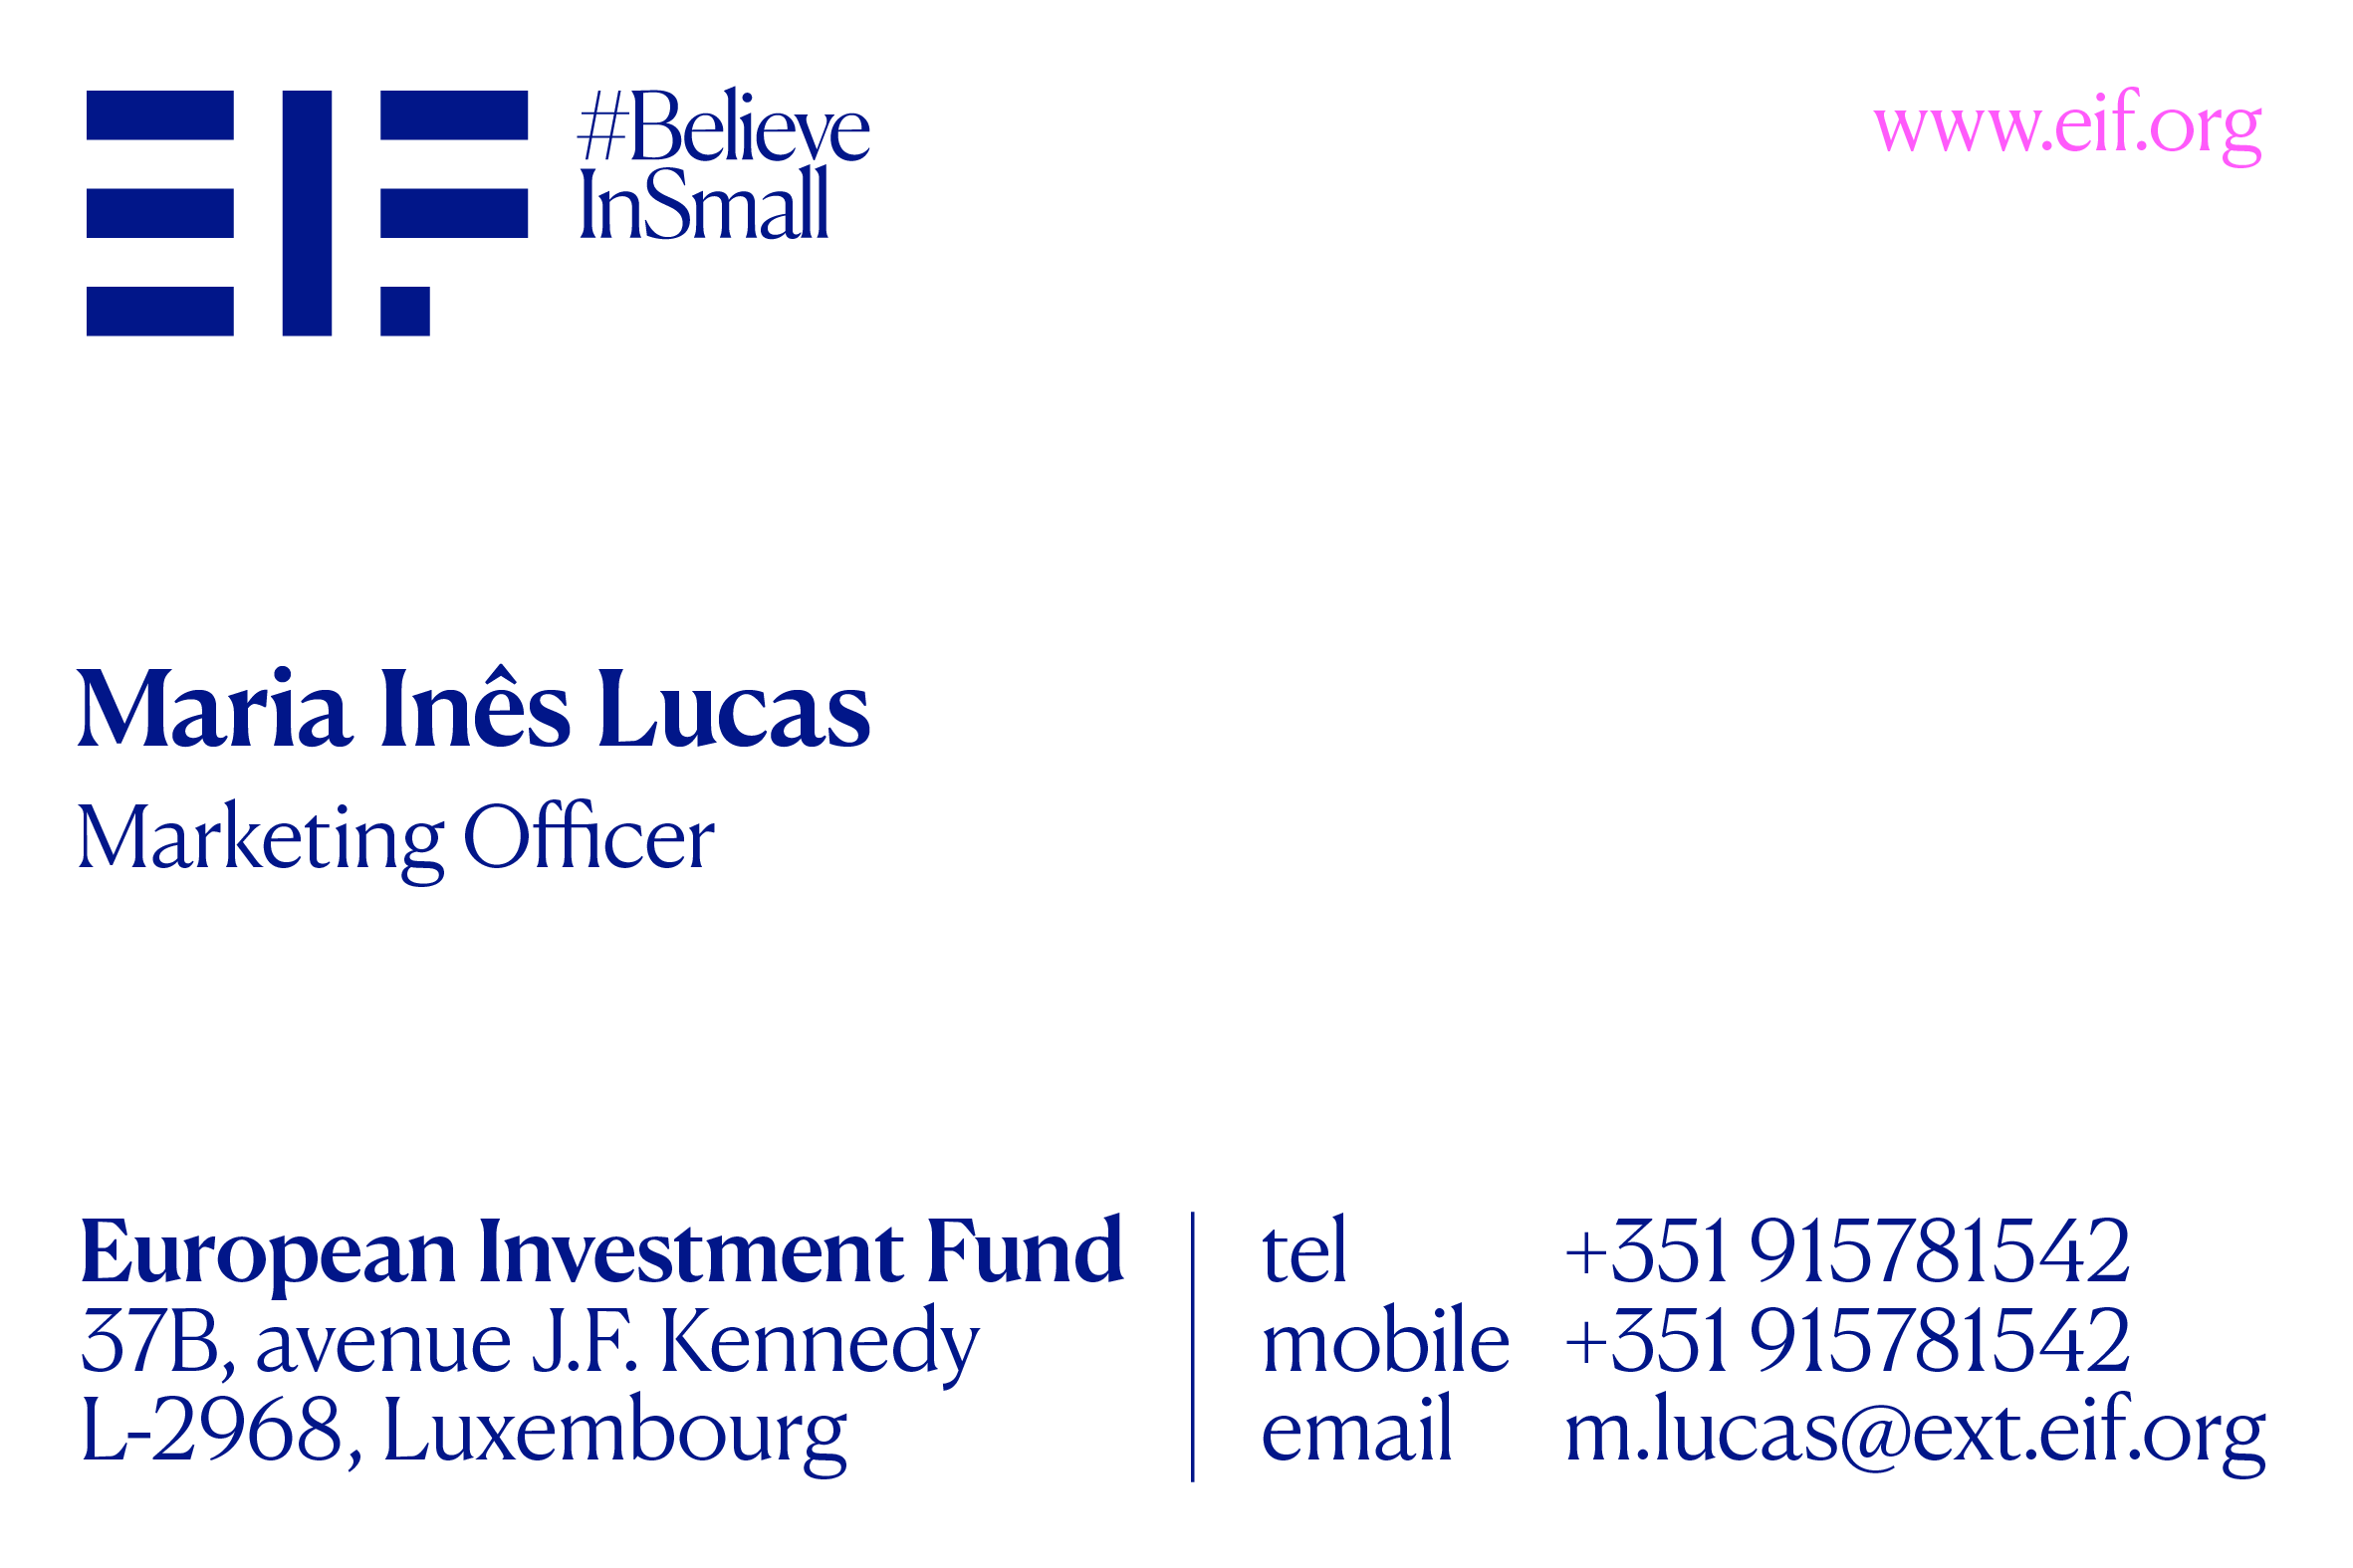 EIF
#Believe
InSmall
www.eif.org
Maria Inês Lucas
Marketing Officer
European Investment Fund
37B, avenue J.F. Kennedy
L-2968, Luxembourg
tel +351 915781542
mobile +351 915781542
email m.lucas@ext.eif.org